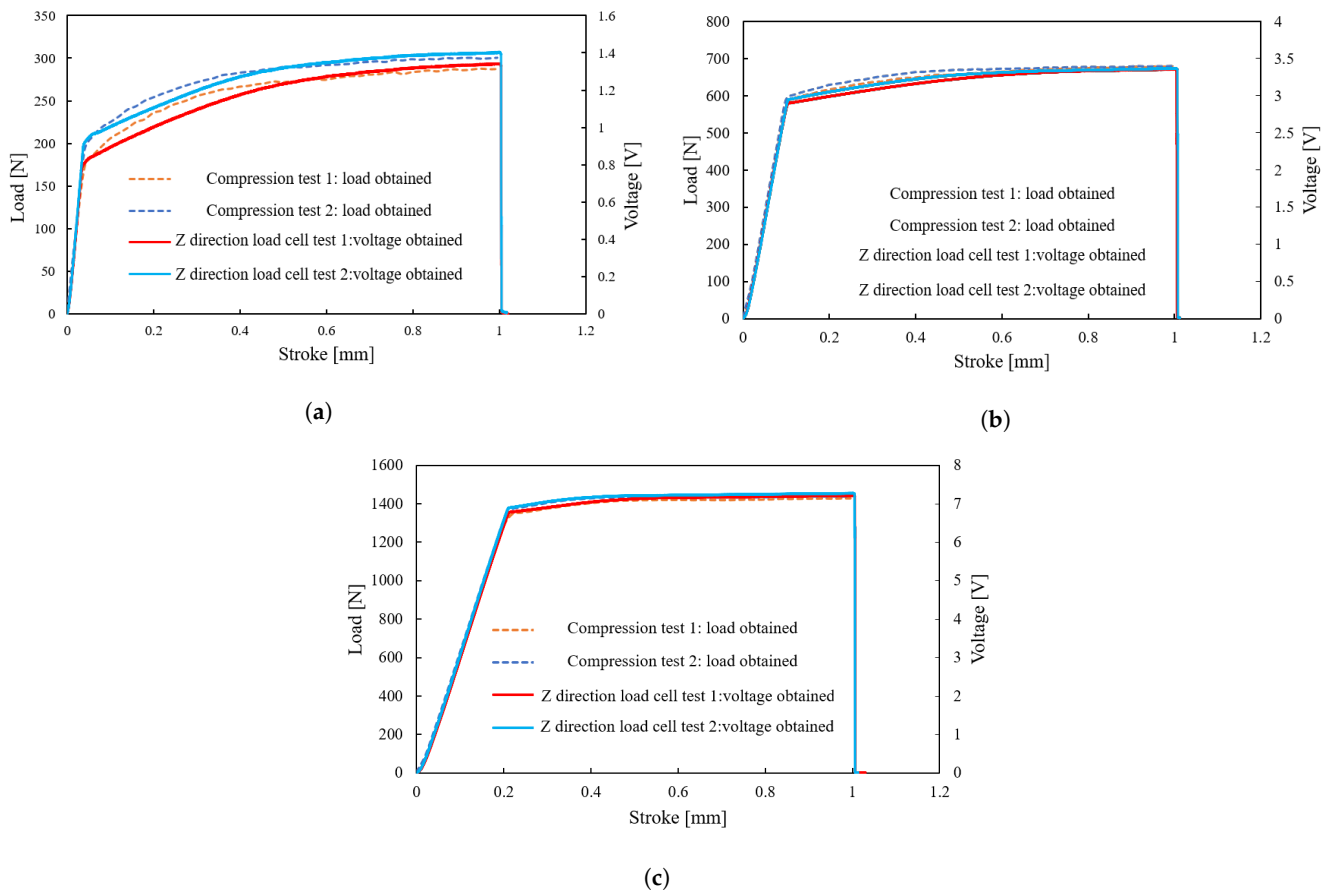 350
300
250
200
150
100
50
0
Load [N]
1.6
1.4
1.2
1
0.8
0.6
0.4
0.2
0
Voltage [V]
Compression test 1: load obtained
Compression test 2: load obtained
Z direction load cell test 1:voltage obtained
Z direction load cell test 2:voltage obtained
0 0.2 0.4 0.6 0.8 1 1.2
Stroke [mm]
(a)
800
700
600
500
400
300
200
100
0
Load [N]
4
3.5
3
2.5
2
1.5
1
0.5
0
Voltage [V]
Compression test 1: load obtained
Compression test 2: load obtained
Z direction load cell test 1:voltage obtained
Z direction load cell test 2:voltage obtained
0 0.2 0.4 0.6 0.8 1 1.2
Stroke [mm]
(b)
1600
1400
1200
1000
800
600
400
200
0
Load [N]
8
7
6
5
4
3
2
1
0
Voltage [V]
Compression test 1: load obtained
Compression test 2: load obtained
Z direction load cell test 1:voltage obtained
Z direction load cell test 2:voltage obtained
0 0.2 0.4 0.6 0.8 1 1.2
Stroke [mm]
(c)